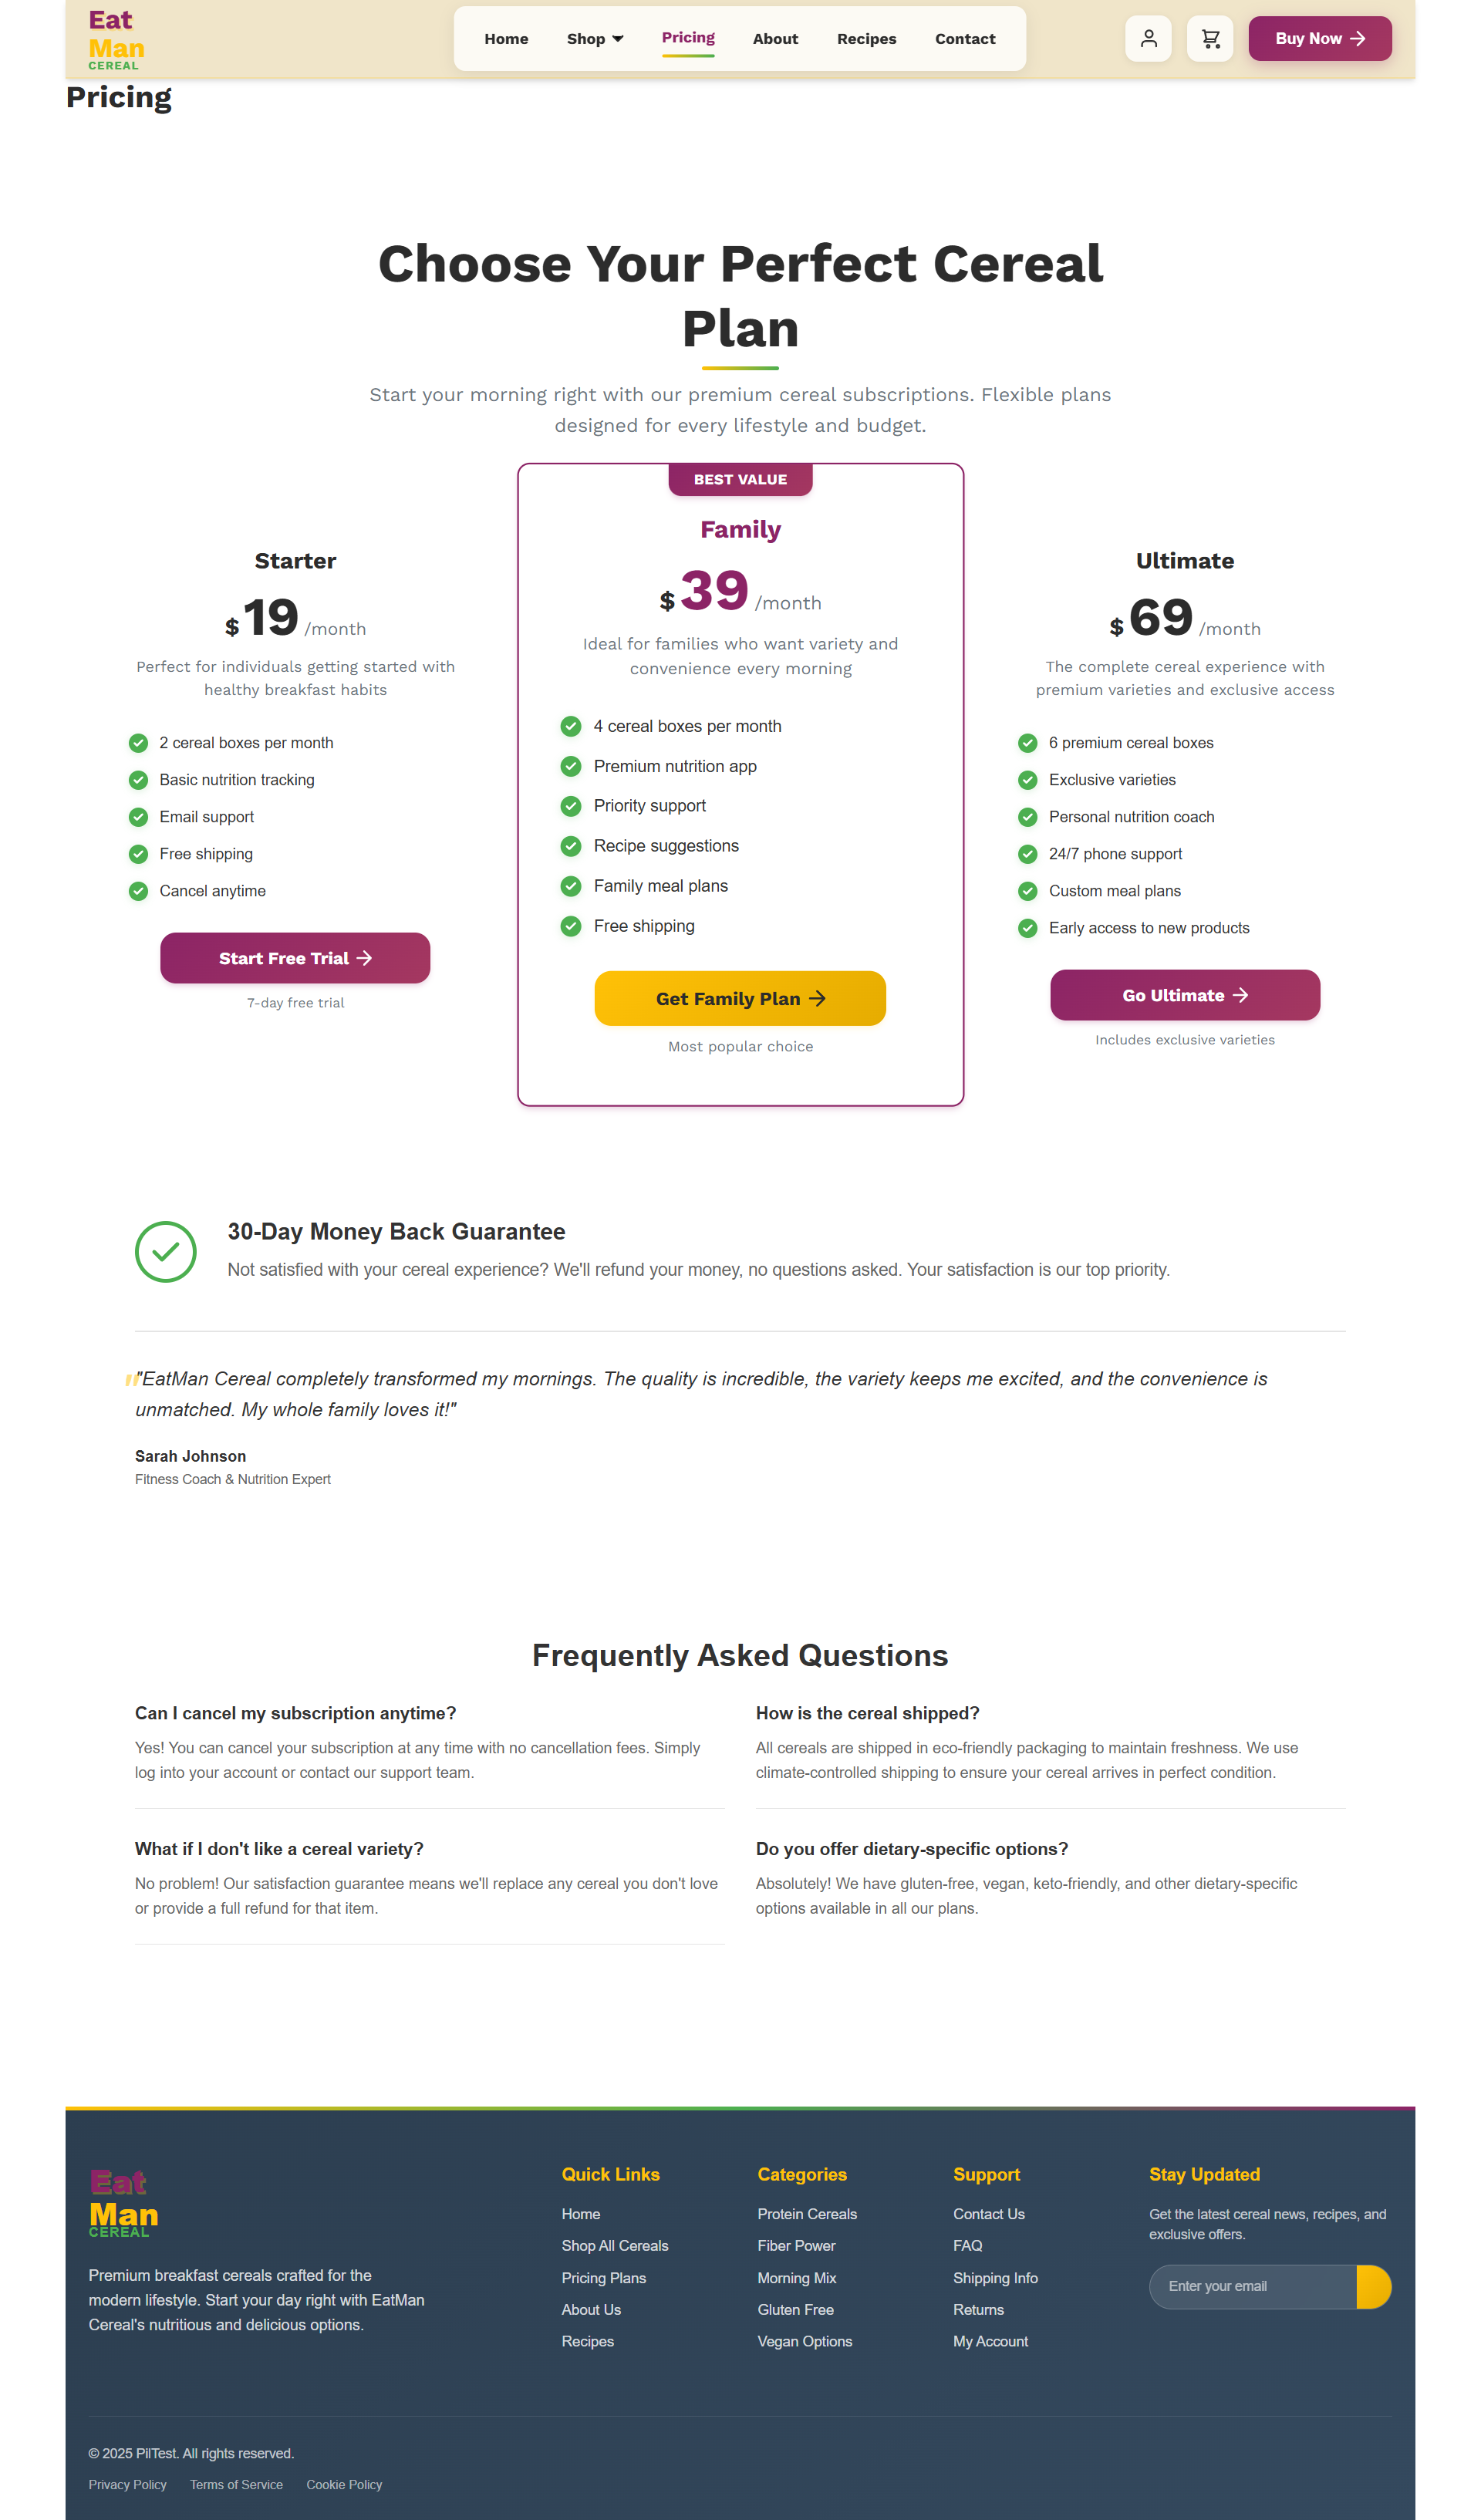 Eat
Man
CEREAL
Home
Shop
Pricing
About
Recipes
Contact
Buy Now
Pricing
Choose Your Perfect Cereal
Plan
Start your morning right with our premium cereal subscriptions. Flexible plans
designed for every lifestyle and budget.
Starter
$19 /month
Perfect for individuals getting started with
healthy breakfast habits
2 cereal boxes per month
Basic nutrition tracking
Email support
Free shipping
Cancel anytime
Start Free Trial
7-day free trial
BEST VALUE
Family
$39 /month
Ideal for families who want variety and
convenience every morning
4 cereal boxes per month
Premium nutrition app
Priority support
Recipe suggestions
Family meal plans
Free shipping
Get Family Plan
Most popular choice
Ultimate
$69 /month
The complete cereal experience with
premium varieties and exclusive access
6 premium cereal boxes
Exclusive varieties
Personal nutrition coach
24/7 phone support
Custom meal plans
Early access to new products
Go Ultimate
Includes exclusive varieties
30-Day Money Back Guarantee
Not satisfied with your cereal experience? We'll refund your money, no questions asked. Your satisfaction is our top priority.
"
"EatMan Cereal completely transformed my mornings. The quality is incredible, the variety keeps me excited, and the convenience is
unmatched. My whole family loves it!"
Sarah Johnson
Fitness Coach & Nutrition Expert
Frequently Asked Questions
Can I cancel my subscription anytime?
Yes! You can cancel your subscription at any time with no cancellation fees. Simply
log into your account or contact our support team.
How is the cereal shipped?
All cereals are shipped in eco-friendly packaging to maintain freshness. We use
climate-controlled shipping to ensure your cereal arrives in perfect condition.
What if I don't like a cereal variety?
No problem! Our satisfaction guarantee means we'll replace any cereal you don't love
or provide a full refund for that item.
Do you offer dietary-specific options?
Absolutely! We have gluten-free, vegan, keto-friendly, and other dietary-specific
options available in all our plans.
Eat
Man
CEREAL
Premium breakfast cereals crafted for the
modern lifestyle. Start your day right with EatMan
Cereal's nutritious and delicious options.
Quick Links
Home
Shop All Cereals
Pricing Plans
About Us
Recipes
Categories
Protein Cereals
Fiber Power
Morning Mix
Gluten Free
Vegan Options
Support
Contact Us
FAQ
Shipping Info
Returns
My Account
Stay Updated
Get the latest cereal news, recipes, and
exclusive offers.
Enter your email
© 2025 PilTest. All rights reserved.
Privacy Policy
Terms of Service
Cookie Policy